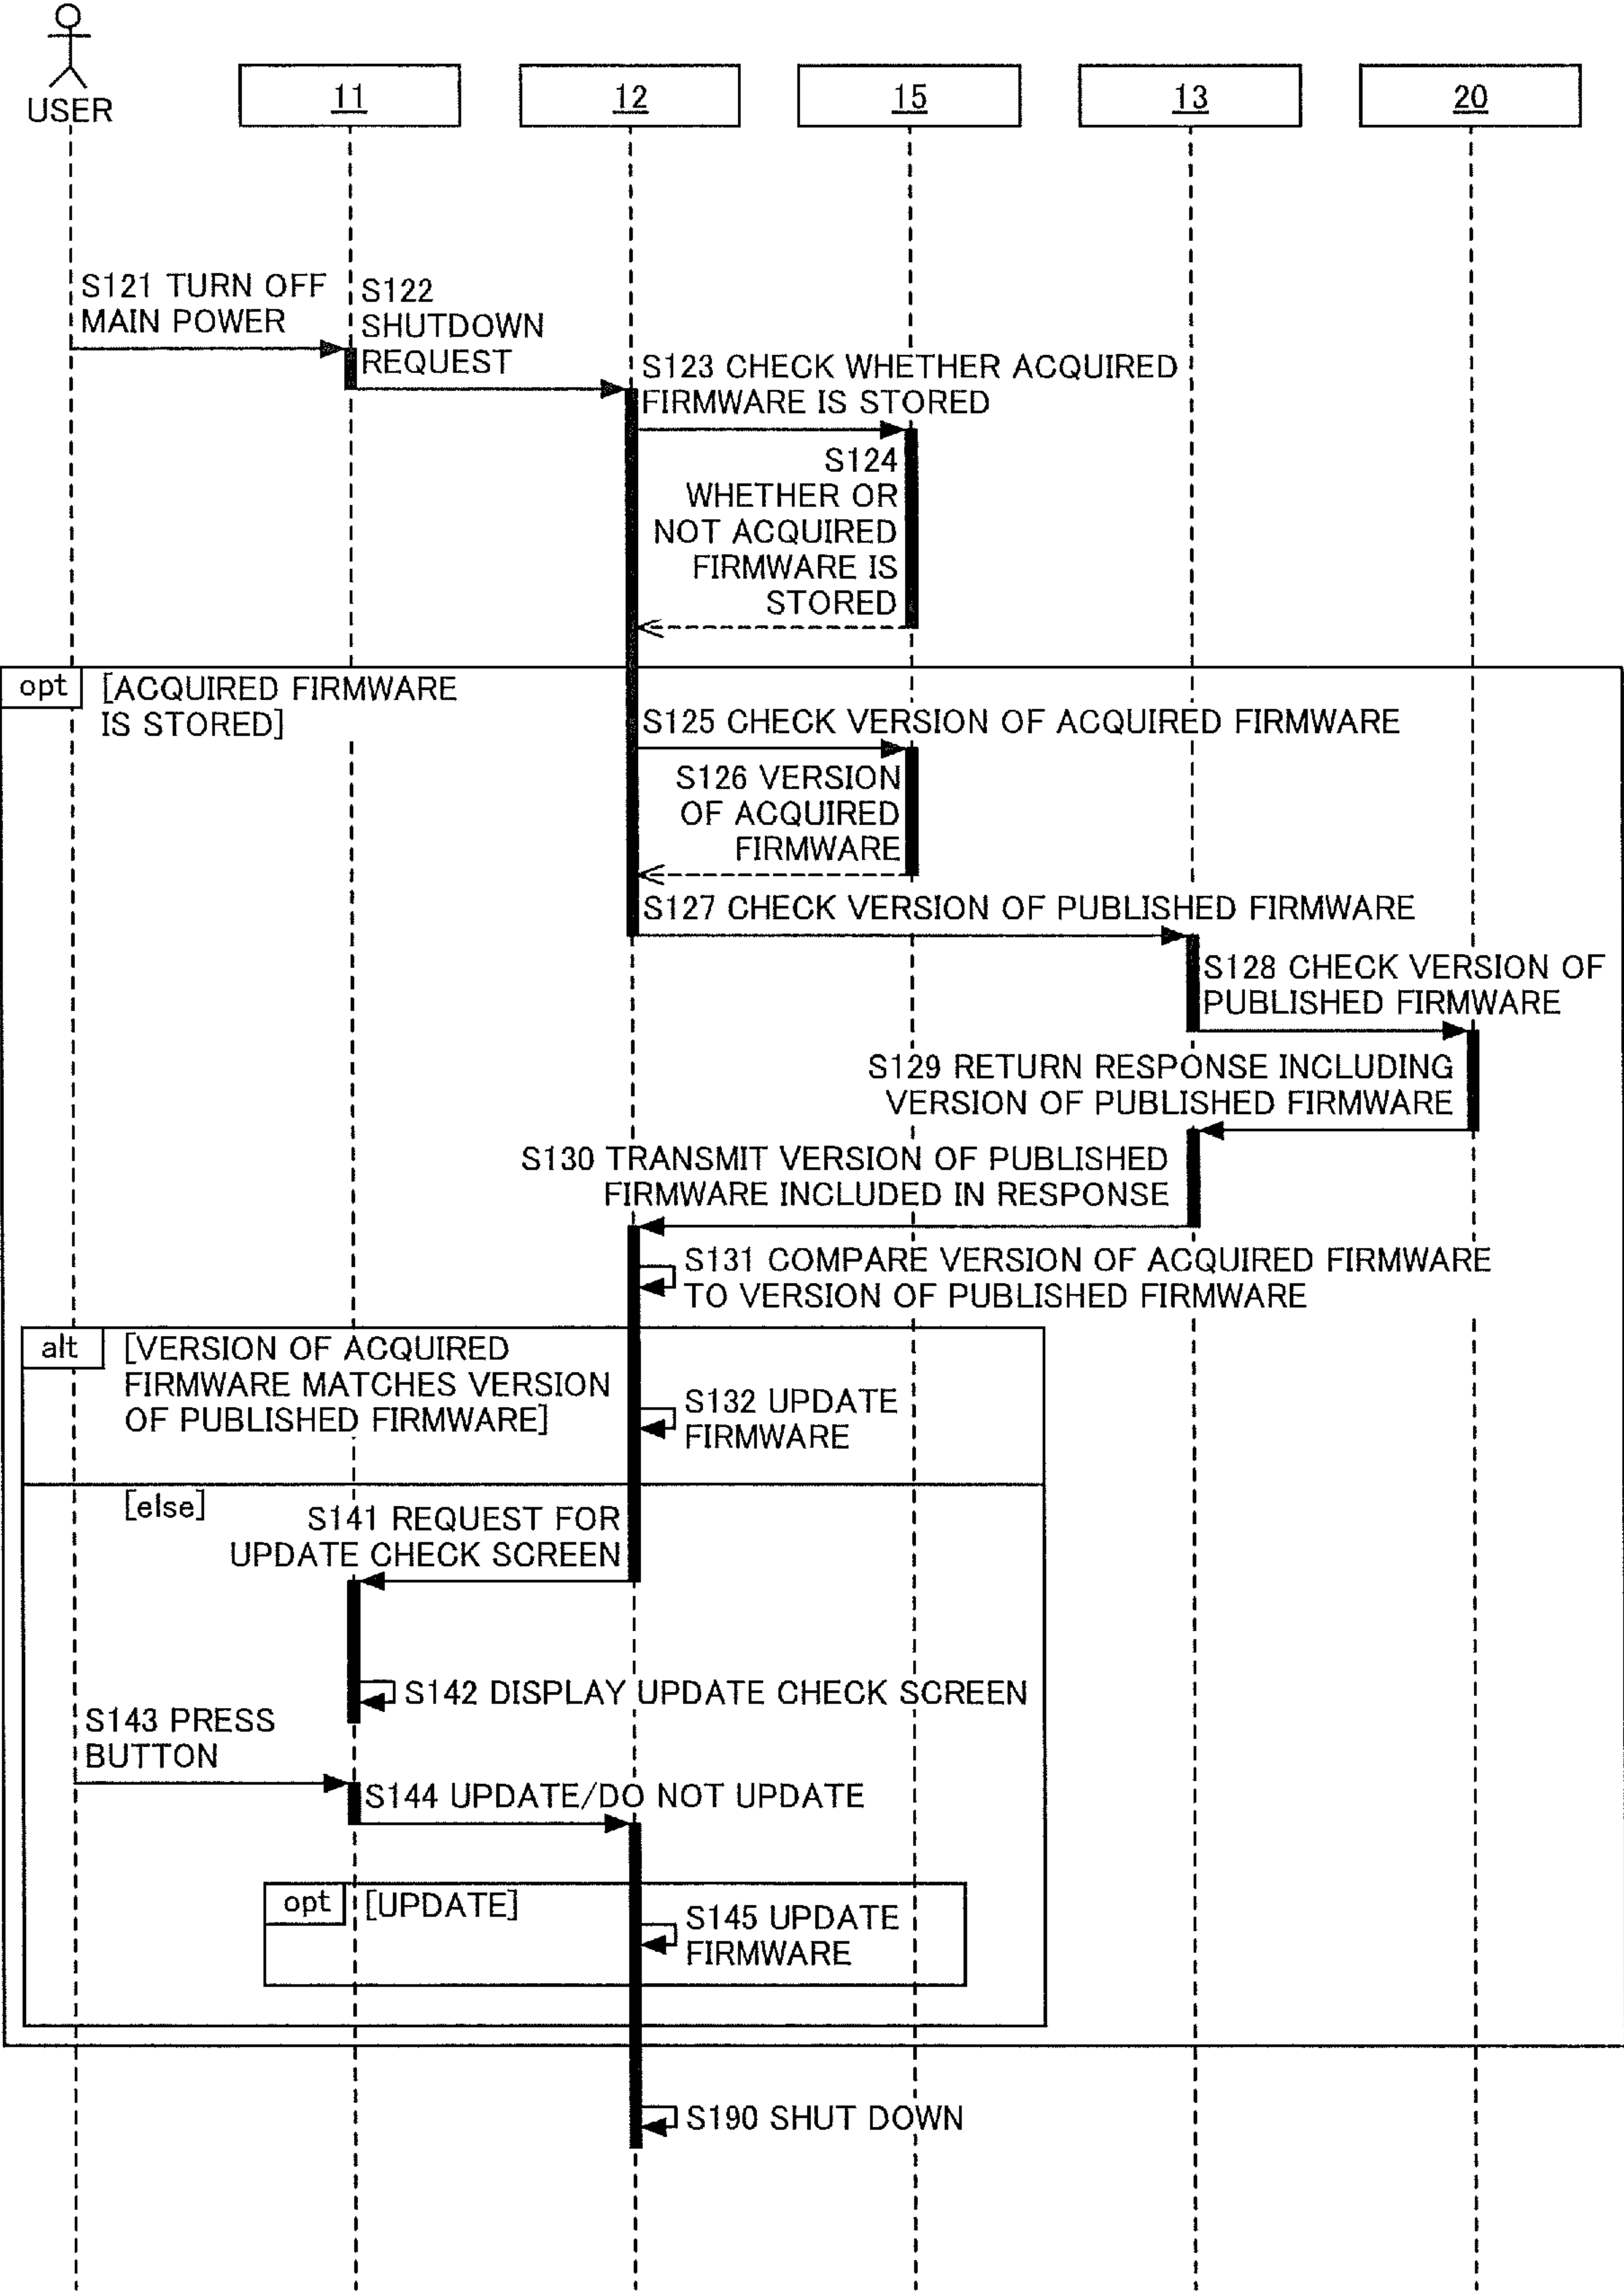 USER
11
12
15
13
20
S121 TURN OFF
MAIN POWER
S122
SHUTDOWN
REQUEST
S123 CHECK WHETHER ACQUIRED
FIRMWARE IS STORED
S124
WHETHER OR
NOT ACQUIRED
FIRMWARE IS
STORED
opt
[ACQUIRED FIRMWARE
IS STORED]
S125 CHECK VERSION OF ACQUIRED FIRMWARE
S126 VERSION
OF ACQUIRED
FIRMWARE
S127 CHECK VERSION OF PUBLISHED FIRMWARE
S128 CHECK VERSION OF
PUBLISHED FIRMWARE
S129 RETURN RESPONSE INCLUDING
VERSION OF PUBLISHED FIRMWARE
S130 TRANSMIT VERSION OF PUBLISHED
FIRMWARE INCLUDED IN RESPONSE
S131 COMPARE VERSION OF ACQUIRED FIRMWARE
TO VERSION OF PUBLISHED FIRMWARE
alt
[VERSION OF ACQUIRED
FIRMWARE MATCHES VERSION
OF PUBLISHED FIRMWARE]
S132 UPDATE
FIRMWARE
[else]
S141 REQUEST FOR
UPDATE CHECK SCREEN
S142 DISPLAY UPDATE CHECK SCREEN
S143 PRESS
BUTTON
S144 UPDATE/DO NOT UPDATE
opt
[UPDATE]
S145 UPDATE
FIRMWARE
S190 SHUT DOWN